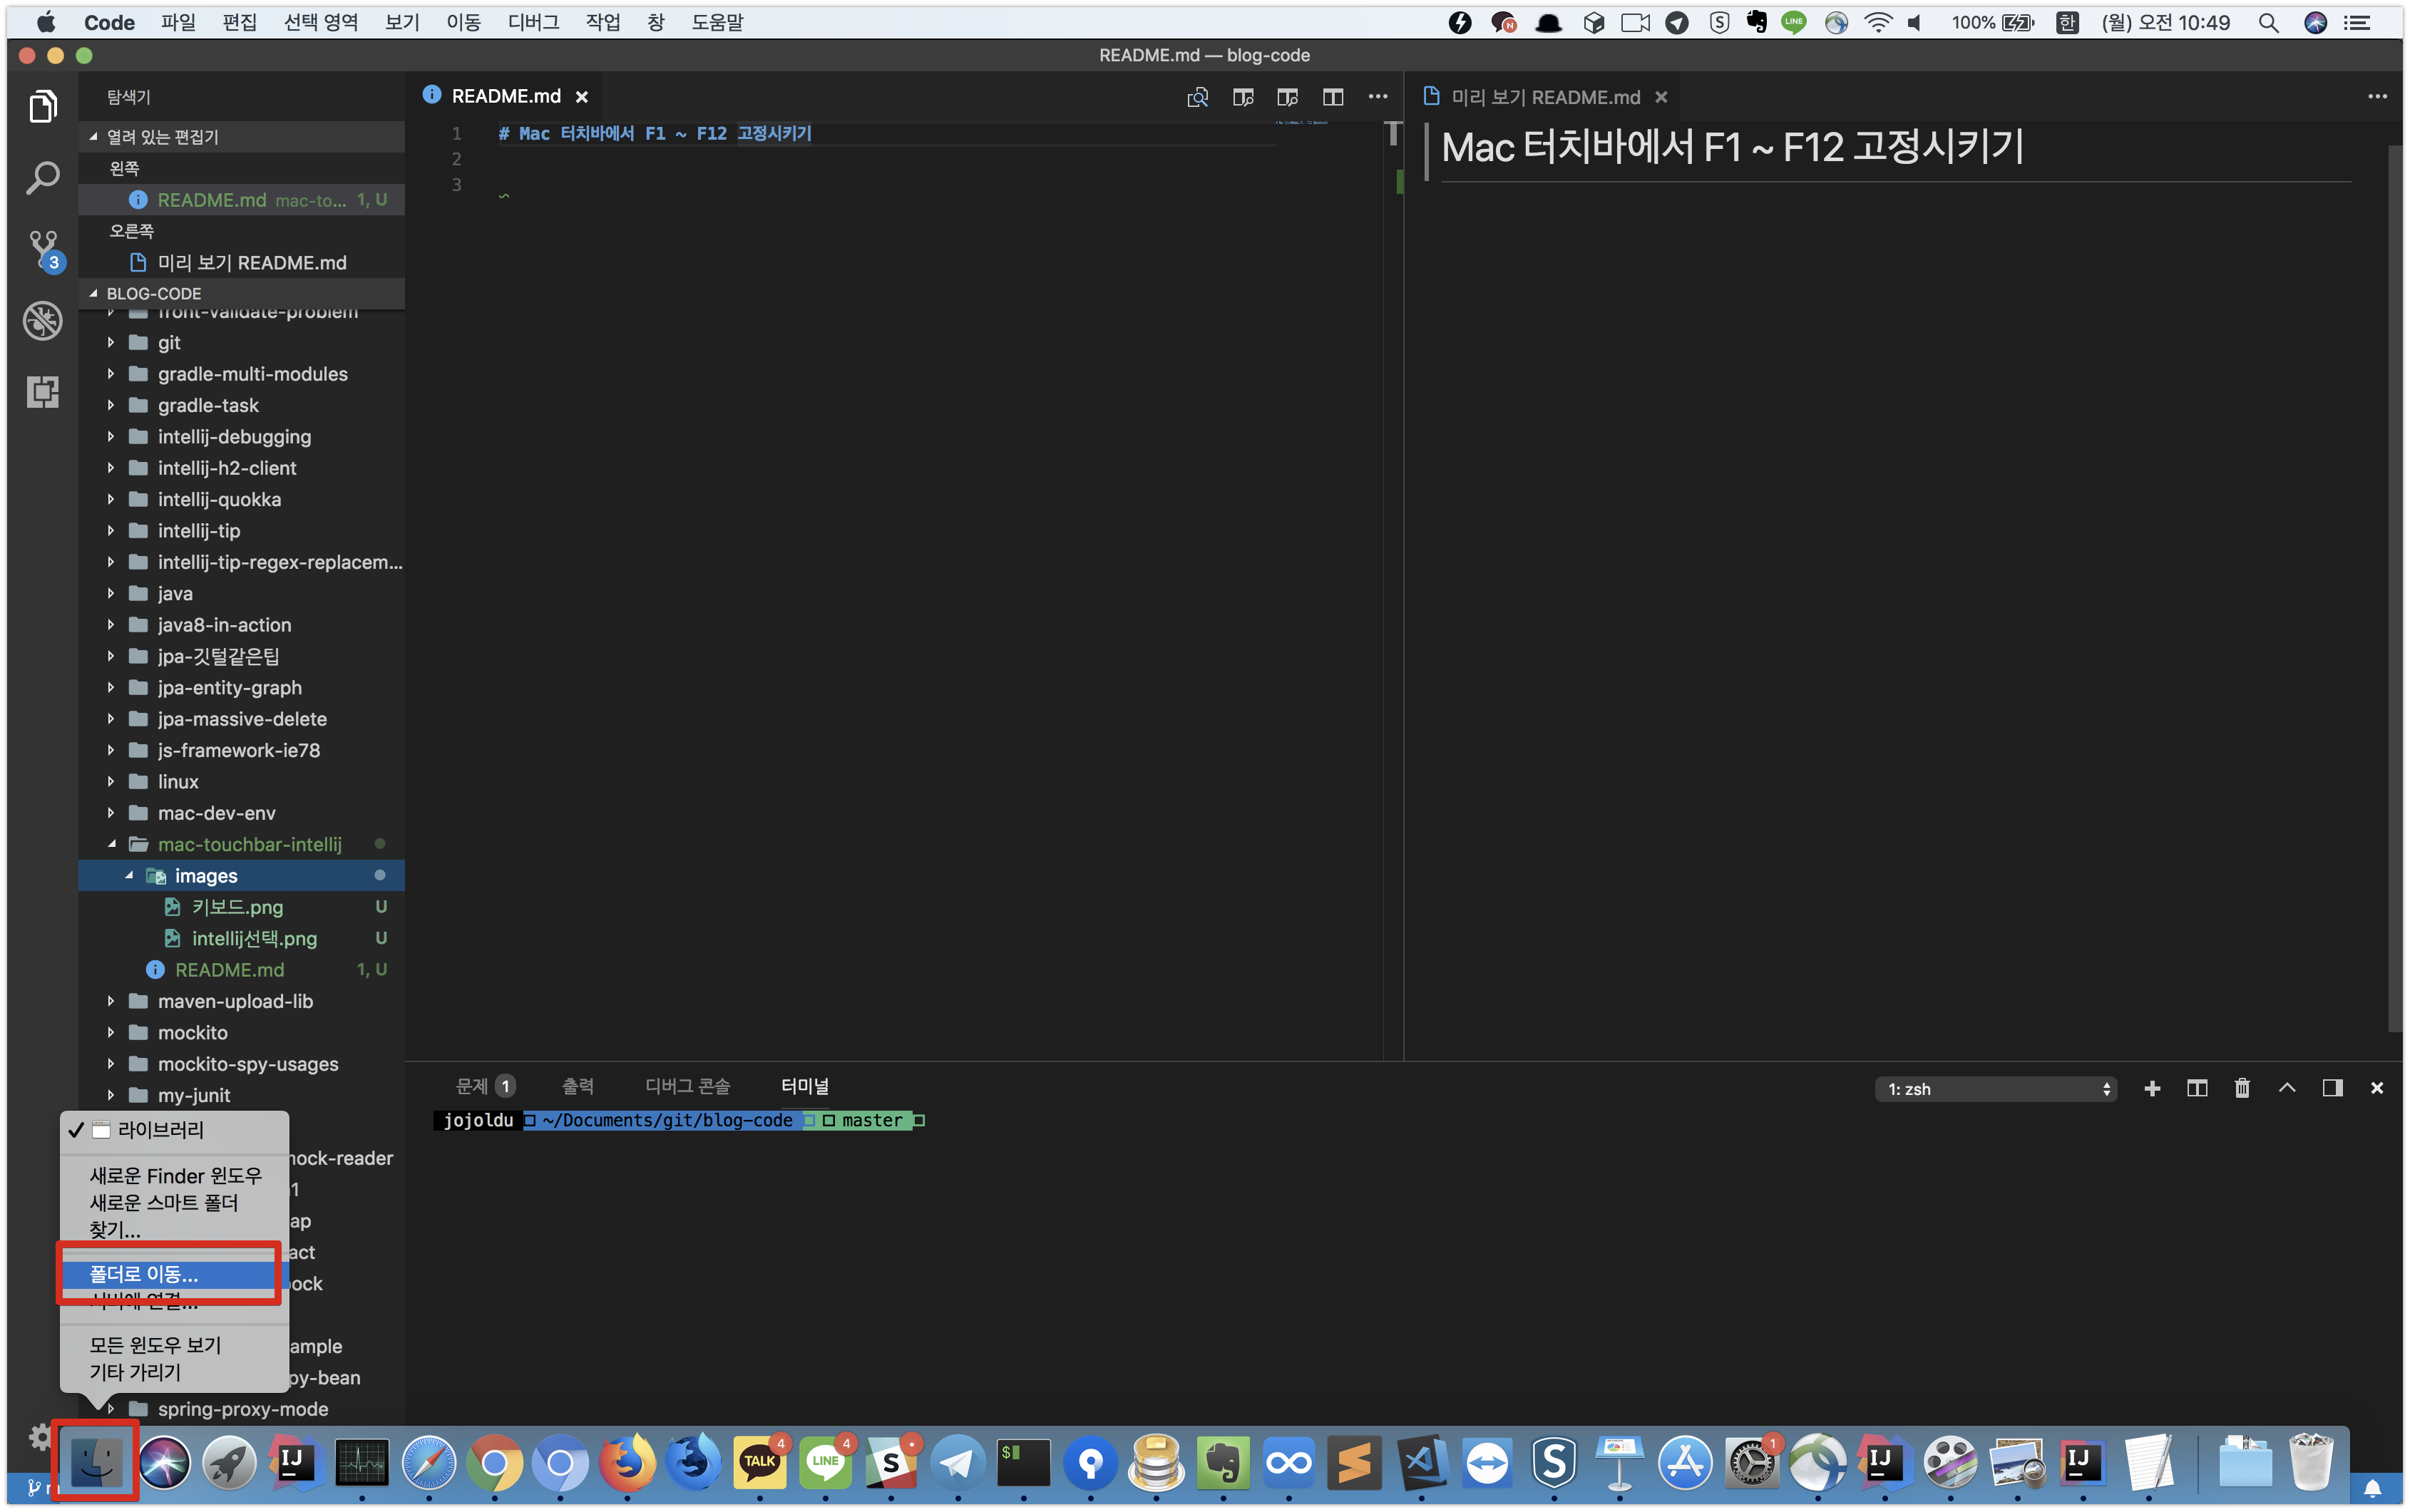 Code 파일 편집 선택 영역 보기 이동 디버그 작업 창 도움말 100% 한 (월) 오전 10:49
README.md — blog-code
탐색기
열려 있는 편집기
왼쪽
README.md mac-to... 1, U
오른쪽
미리 보기 README.md
BLOG-CODE
front-validate-problem
git
gradle-multi-modules
gradle-task
intellij-debugging
intellij-h2-client
intellij-quokka
intellij-tip
intellij-tip-regex-replacem...
java
java8-in-action
jpa-깃털같은팁
jpa-entity-graph
jpa-massive-delete
js-framework-ie78
linux
mac-dev-env
mac-touchbar-intellij
images
키보드.png U
intellij선택.png U
README.md 1, U
maven-upload-lib
mockito
mockito-spy-usages
my-junit
ock-reader
1
ap
act
ock
ample
py-bean
spring-proxy-mode
3
라이브러리
새로운 Finder 윈도우
새로운 스마트 폴더
찾기...
폴더로 이동...
서버에 연결...
모든 윈도우 보기
기타 가리기
README.md
1 # Mac 터치바에서 F1 ~ F12 고정시키기
2
3
미리 보기 README.md
Mac 터치바에서 F1 ~ F12 고정시키기
문제 1 출력 디버그 콘솔 터미널 1: zsh
jojoldu ~/Documents/git/blog-code master
IJ TALK 4 LINE 4 S $ S 1 IJ IJ